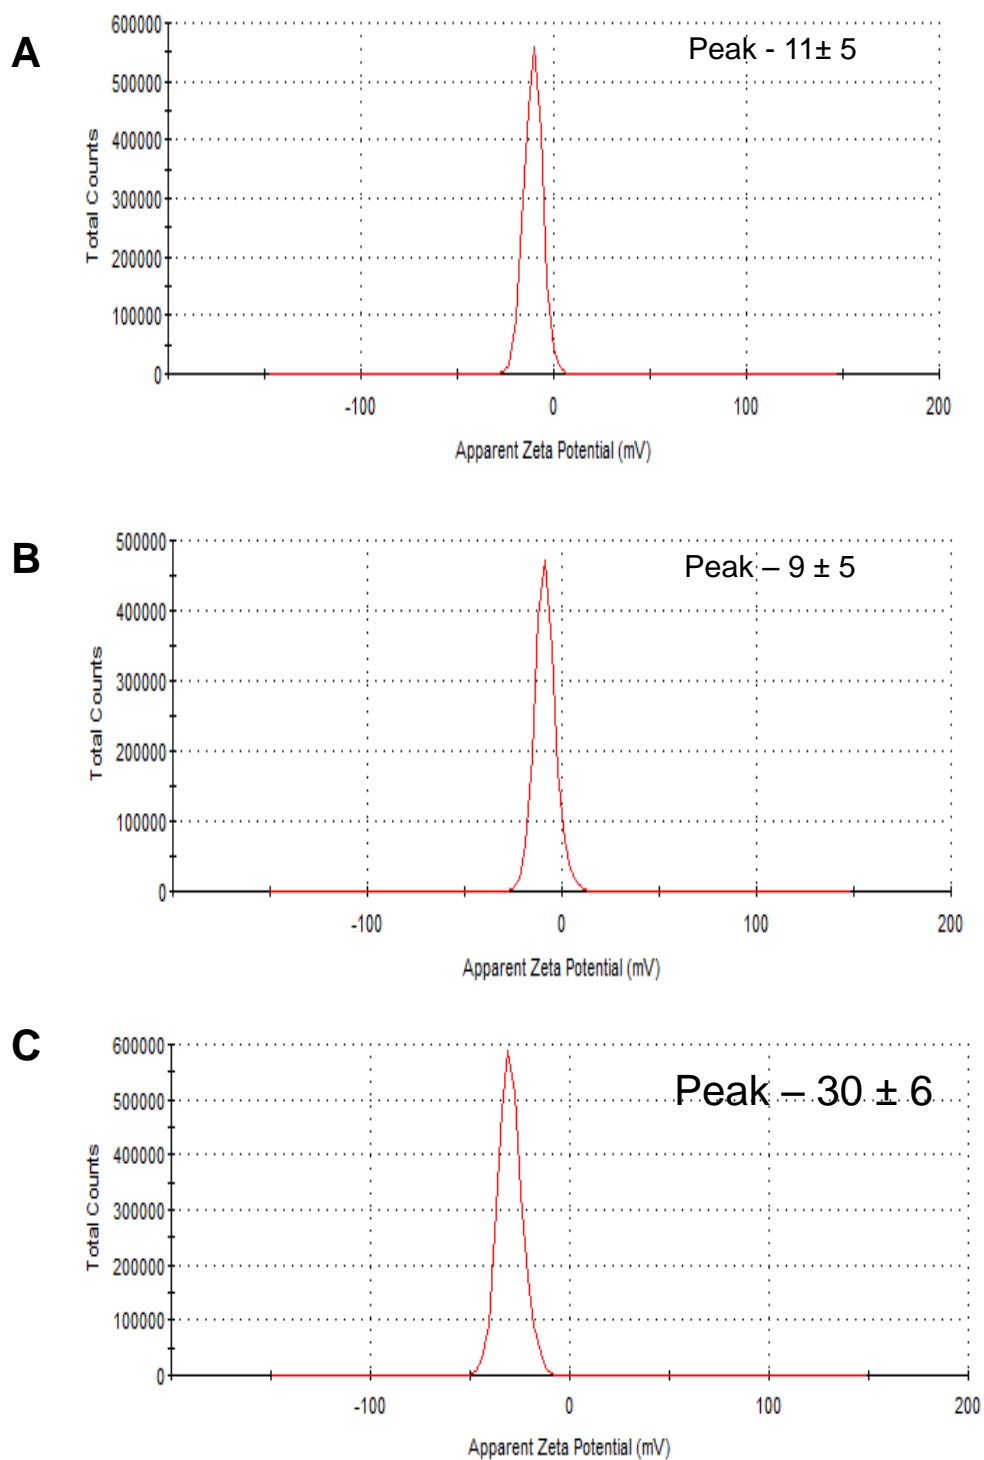 A
Peak - 11± 5
Total Counts
600000
500000
400000
300000
200000
100000
0
-100
0
100
200
Apparent Zeta Potential (mV)
B
Peak – 9 ± 5
Total Counts
500000
400000
300000
200000
100000
0
-100
0
100
200
Apparent Zeta Potential (mV)
C
Peak – 30 ± 6
Total Counts
600000
500000
400000
300000
200000
100000
0
-100
0
100
200
Apparent Zeta Potential (mV)